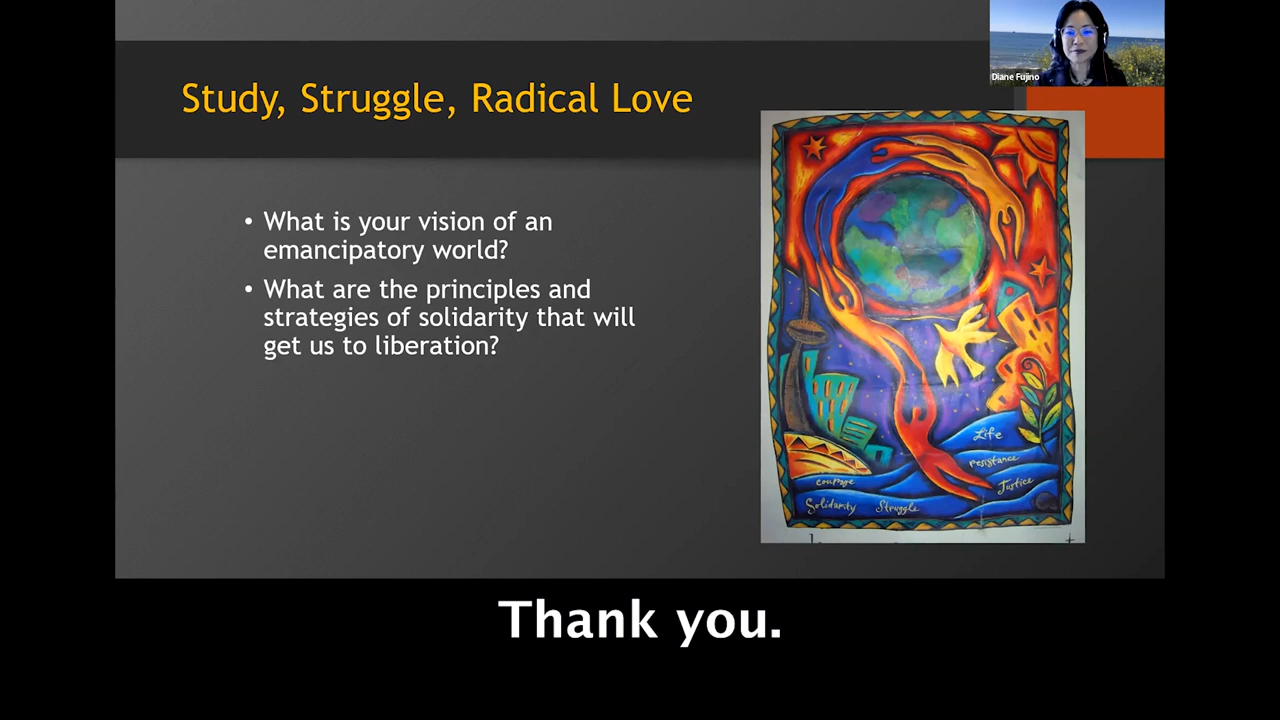 Diane Fujino
Study, Struggle, Radical Love
• What is your vision of an
emancipatory world?
• What are the principles and
strategies of solidarity that will
get us to liberation?
Life
resistance
courage
Justice
Solidarity Struggle
Thank you.